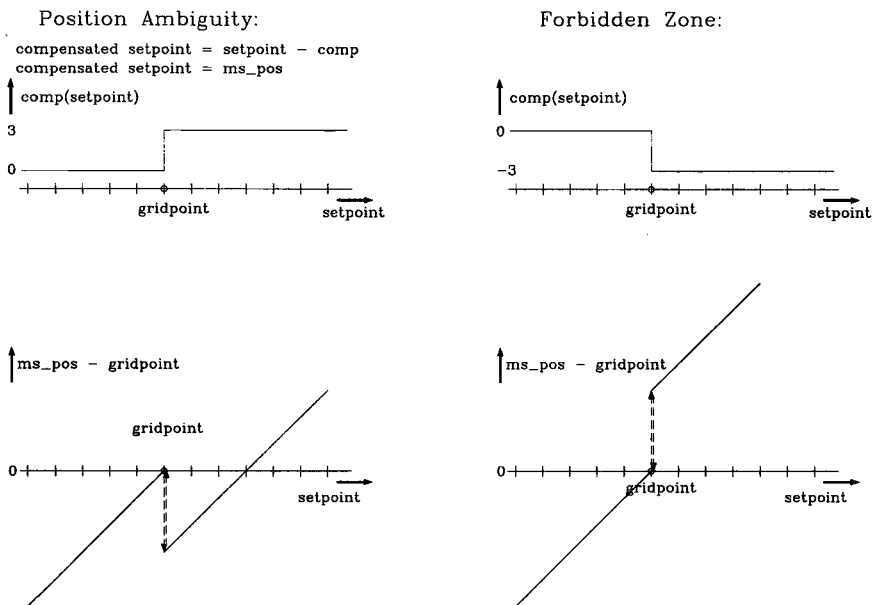 Position Ambiguity:
compensated setpoint = setpoint - comp
compensated setpoint = ms_pos
comp(setpoint)
3
0
gridpoint
setpoint
ms_pos - gridpoint
gridpoint
0
setpoint
Forbidden Zone:
comp(setpoint)
0
-3
gridpoint
setpoint
ms_pos - gridpoint
0
gridpoint
setpoint